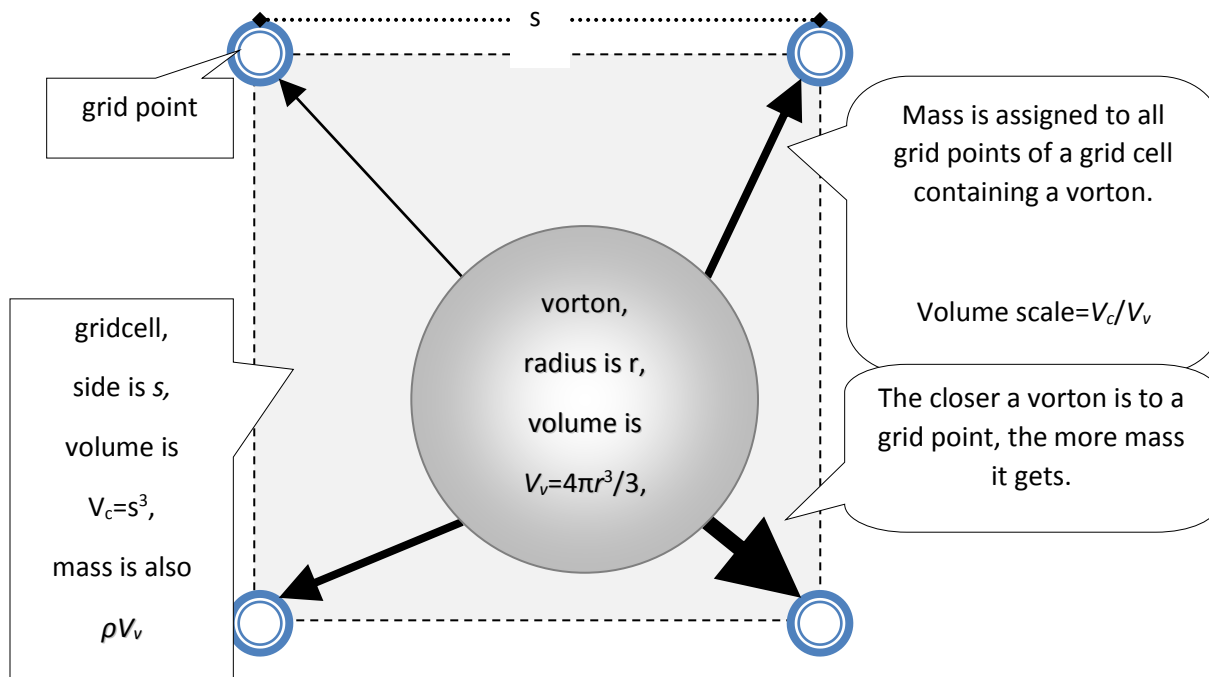 s
grid point
Mass is assigned to all
grid points of a grid cell
containing a vorton.
Volume scale=V꜀/Vᵥ
vorton,
radius is r,
volume is
Vᵥ=4πr³/3,
gridcell,
side is s,
volume is
V꜀=s³,
mass is also
ρVᵥ
The closer a vorton is to a
grid point, the more mass
it gets.